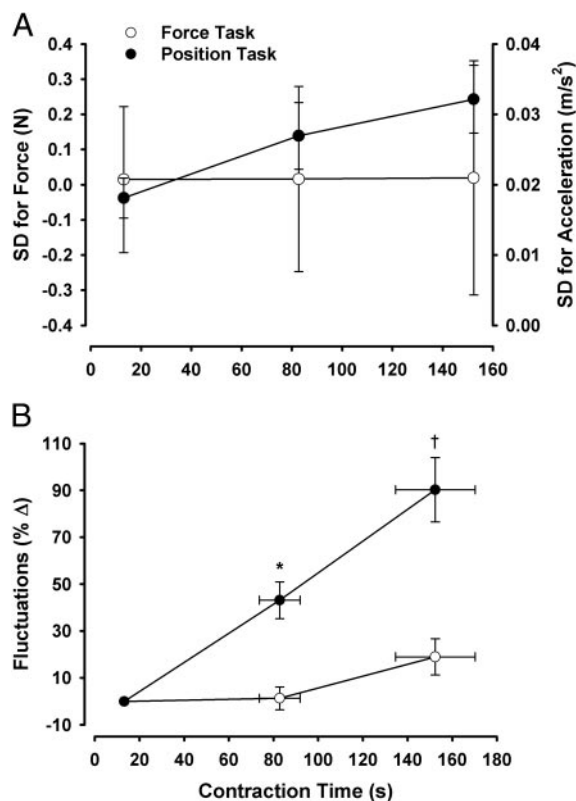 A
Force Task
Position Task
SD for Force (N)
0.4
0.3
0.2
0.1
0.0
-0.1
-0.2
-0.3
-0.4
SD for Acceleration (m/s²)
0.04
0.03
0.02
0.01
0.00
0 20 40 60 80 100 120 140 160
B
Fluctuations (% Δ)
110
90
70
50
30
10
-10
*
†
0 20 40 60 80 100 120 140 160 180
Contraction Time (s)